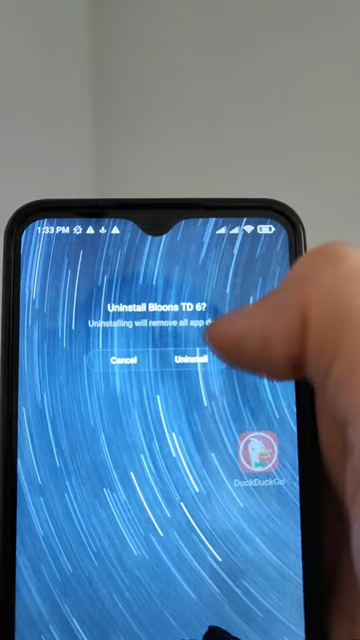 1:33 PM
Uninstall Bloons TD 6?
Uninstalling will remove all app
Cancel
Uninstall
DuckDuckGo